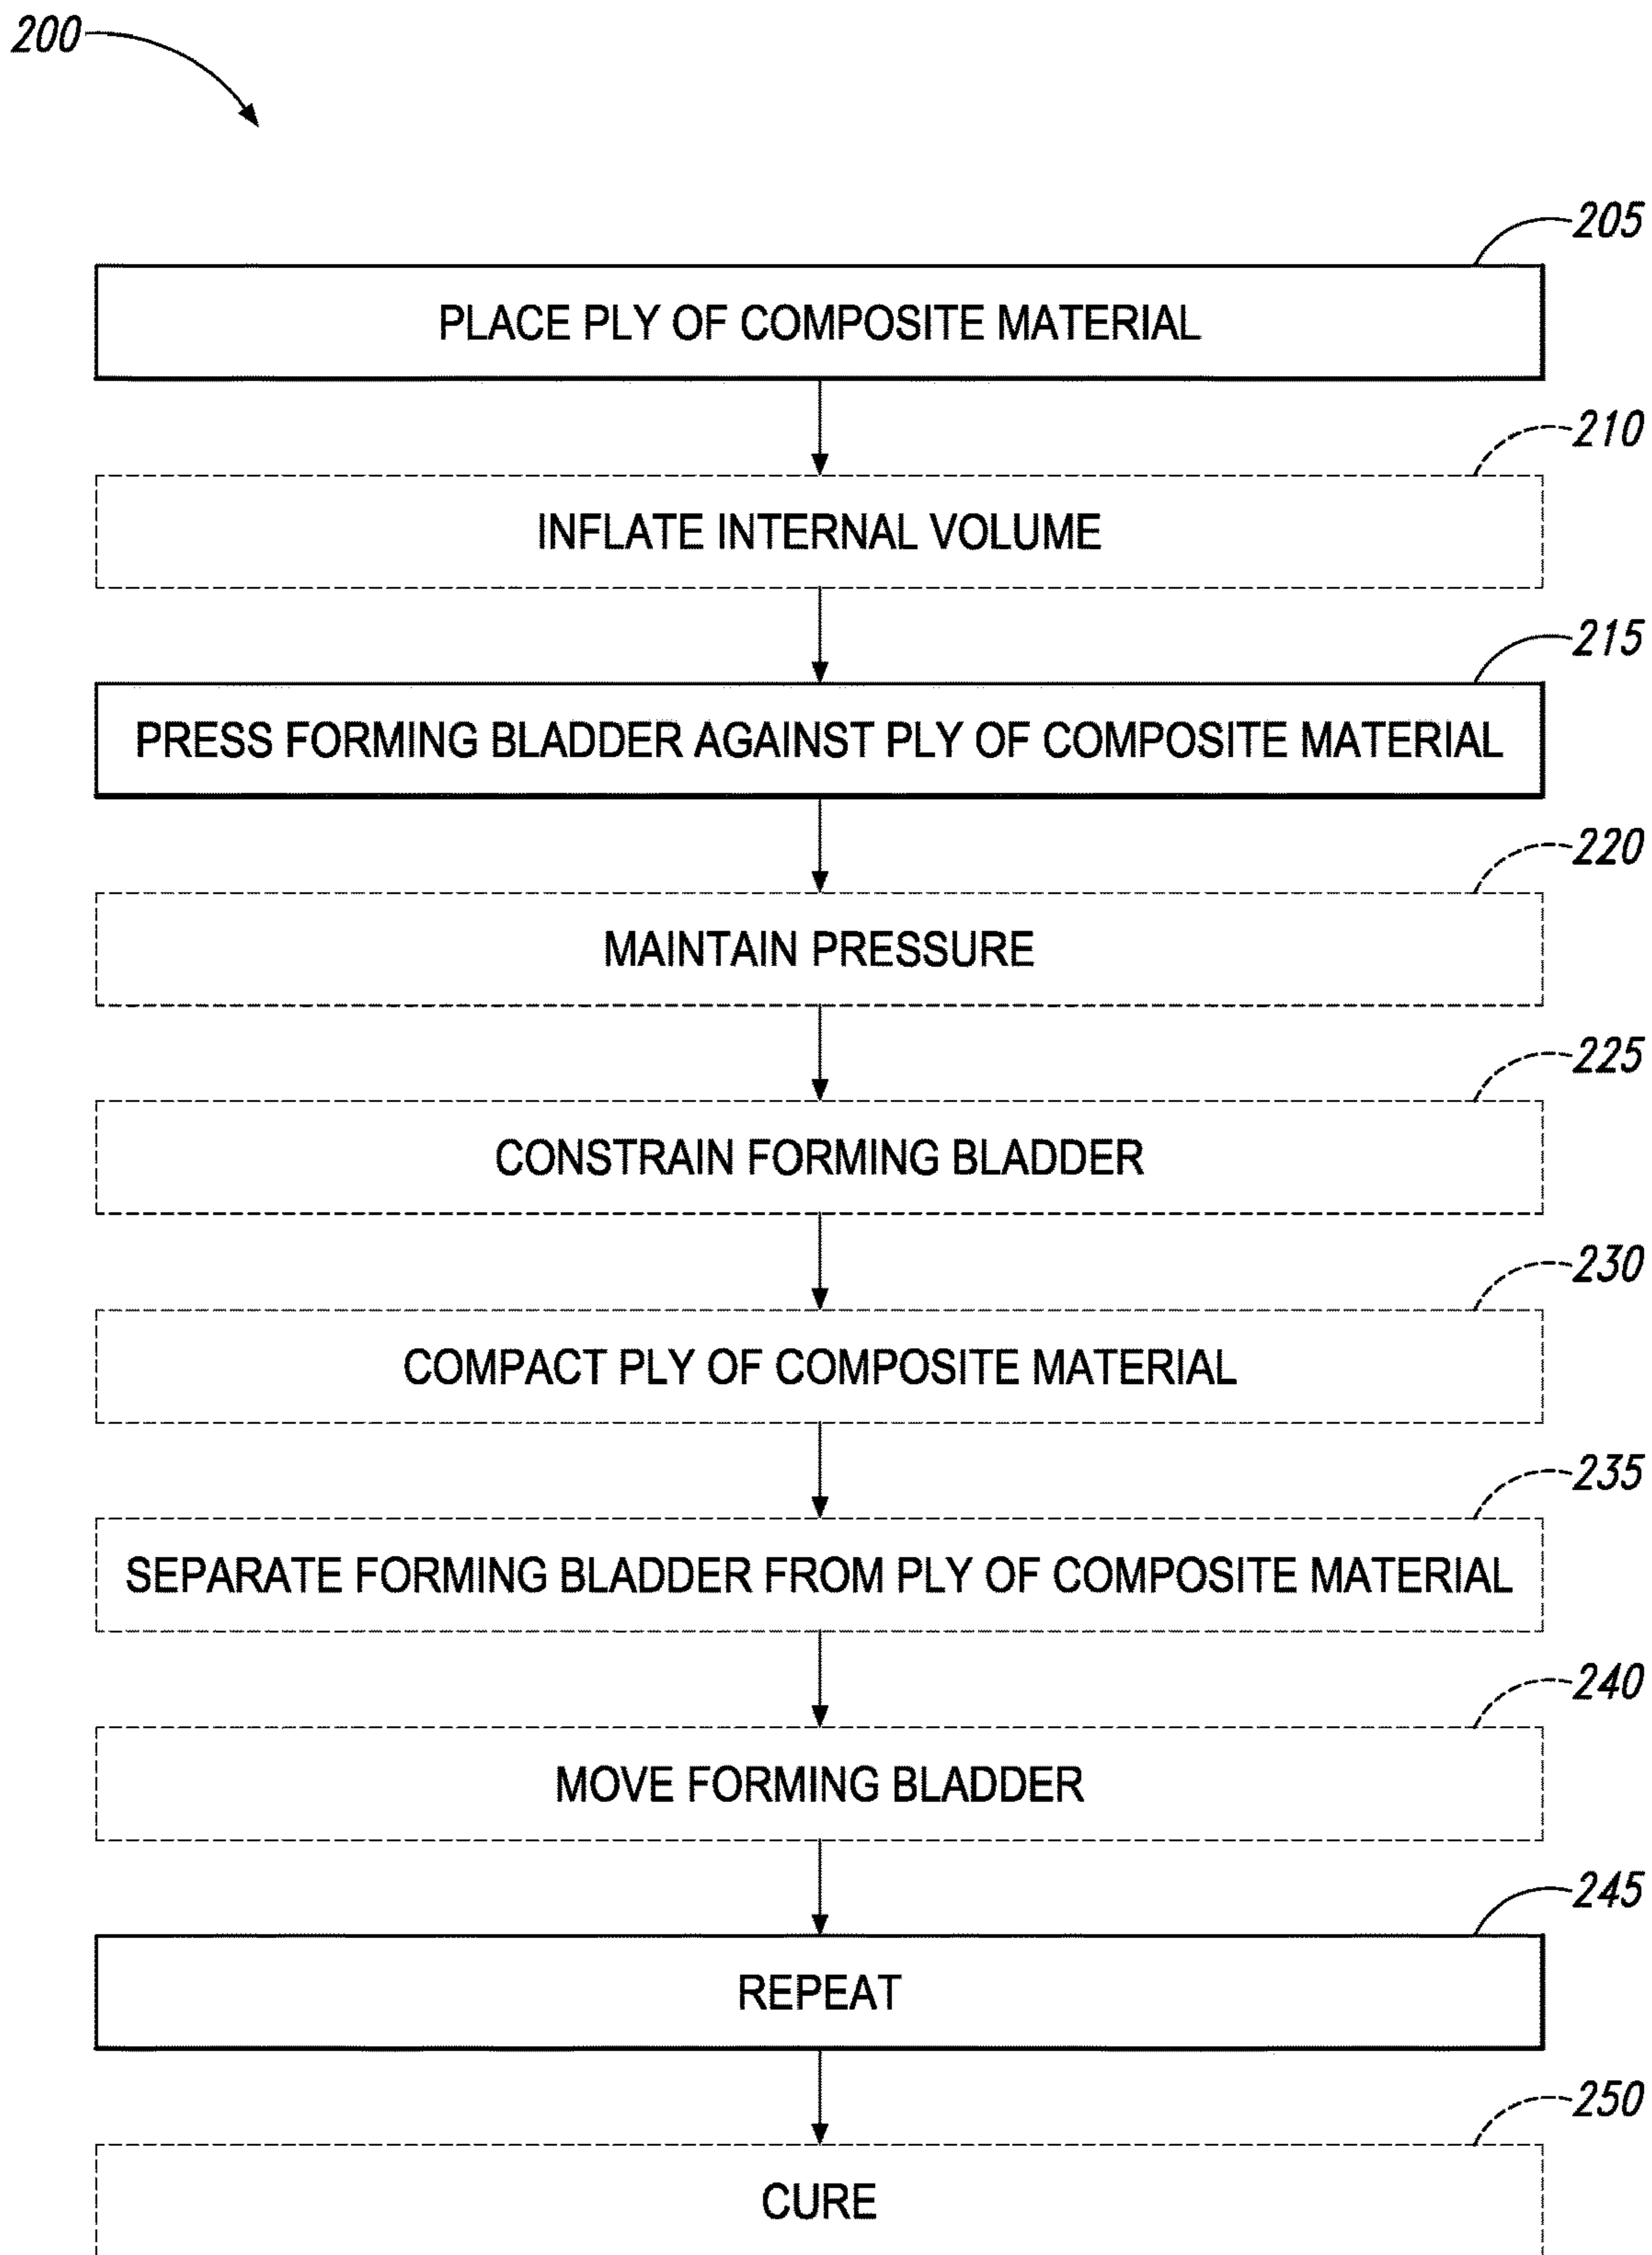 200
205
PLACE PLY OF COMPOSITE MATERIAL
210
INFLATE INTERNAL VOLUME
215
PRESS FORMING BLADDER AGAINST PLY OF COMPOSITE MATERIAL
220
MAINTAIN PRESSURE
225
CONSTRAIN FORMING BLADDER
230
COMPACT PLY OF COMPOSITE MATERIAL
235
SEPARATE FORMING BLADDER FROM PLY OF COMPOSITE MATERIAL
240
MOVE FORMING BLADDER
245
REPEAT
250
CURE